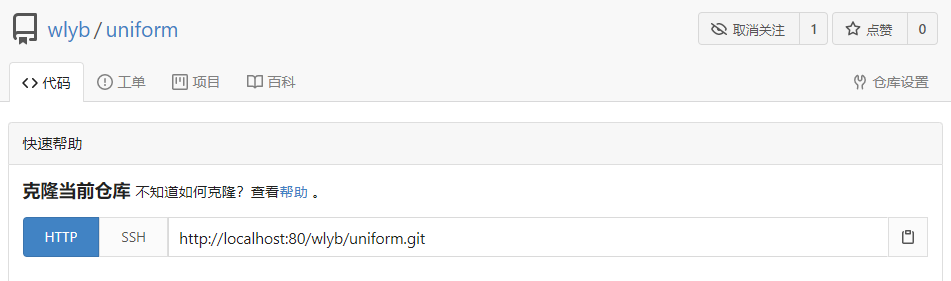 wlyb/uniform 取消关注 1 点赞 0
代码 工单 项目 百科 仓库设置
快速帮助
克隆当前仓库 不知道如何克隆？查看帮助 。
HTTP SSH http://localhost:80/wlyb/uniform.git